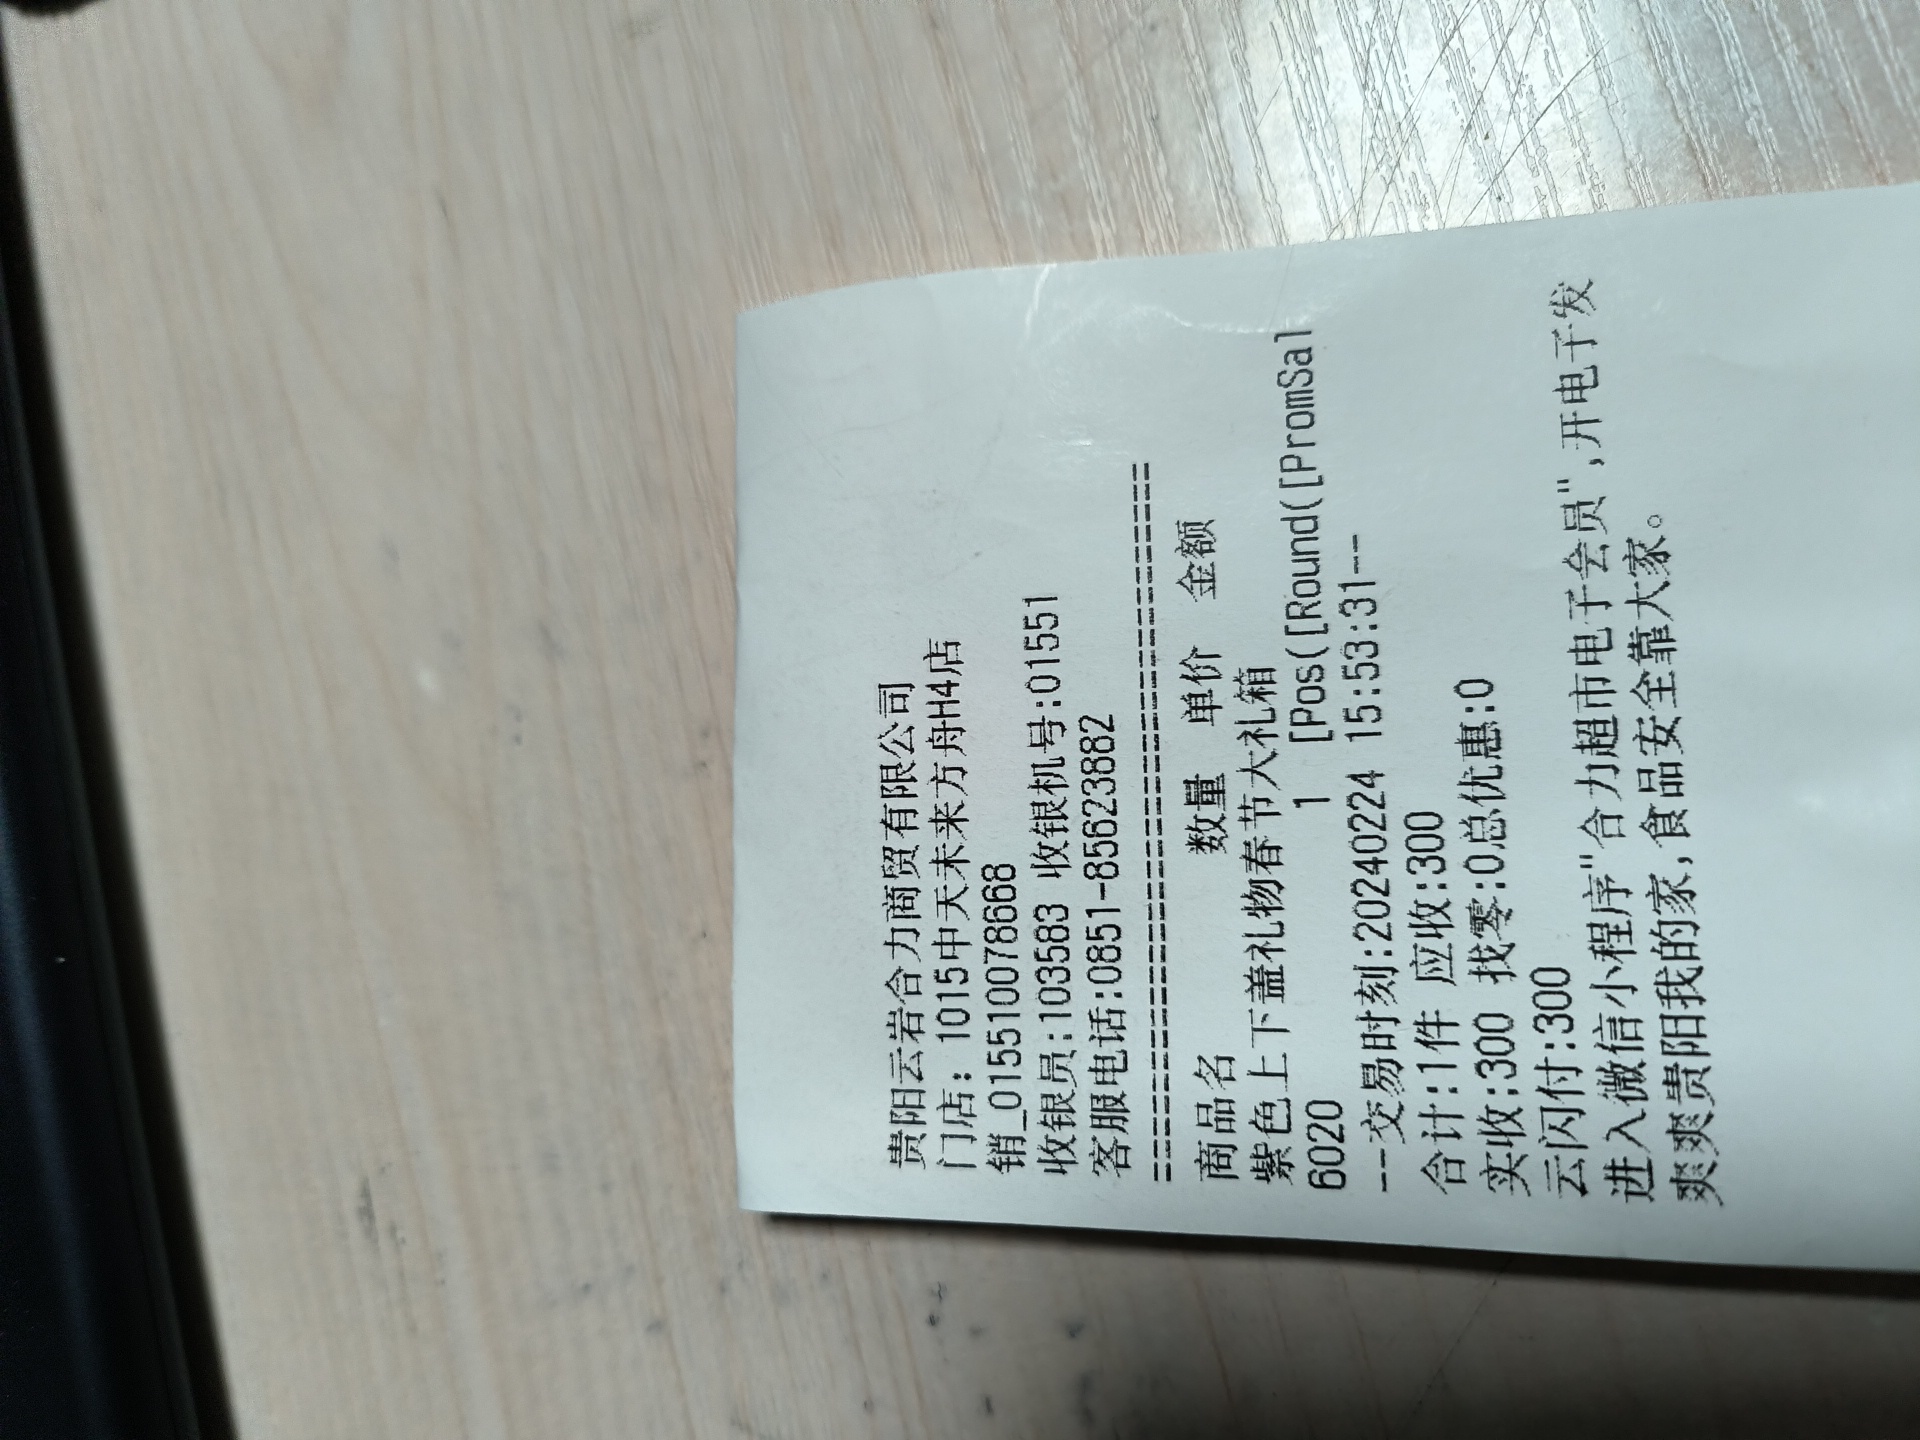 贵阳云岩合力商贸有限公司
门店：1015中天未来方舟H4店
销_015510078668
收银员:103583 收银机号:01551
客服电话:0851-85623882
================================
商品名 数量 单价 金额
紫色上下盖礼物春节大礼箱
6020 1 [Pos([Round([PromSal
--交易时刻:20240224 15:53:31--
合计:1件 应收:300
实收:300 找零:0总优惠:0
云闪付:300
进入微信小程序"合力超市电子会员",开电子发
爽爽贵阳我的家,食品安全靠大家。